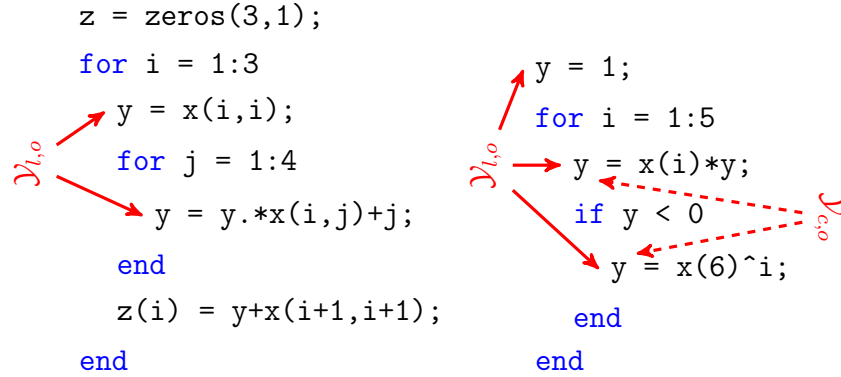 z = zeros(3,1);
for i = 1:3
y = x(i,i);
for j = 1:4
y = y.*x(i,j)+j;
end
z(i) = y+x(i+1,i+1);
end
𝒴l,o
y = 1;
for i = 1:5
y = x(i)*y;
if y < 0
y = x(6)^i;
end
end
𝒴l,o
𝒴c,o